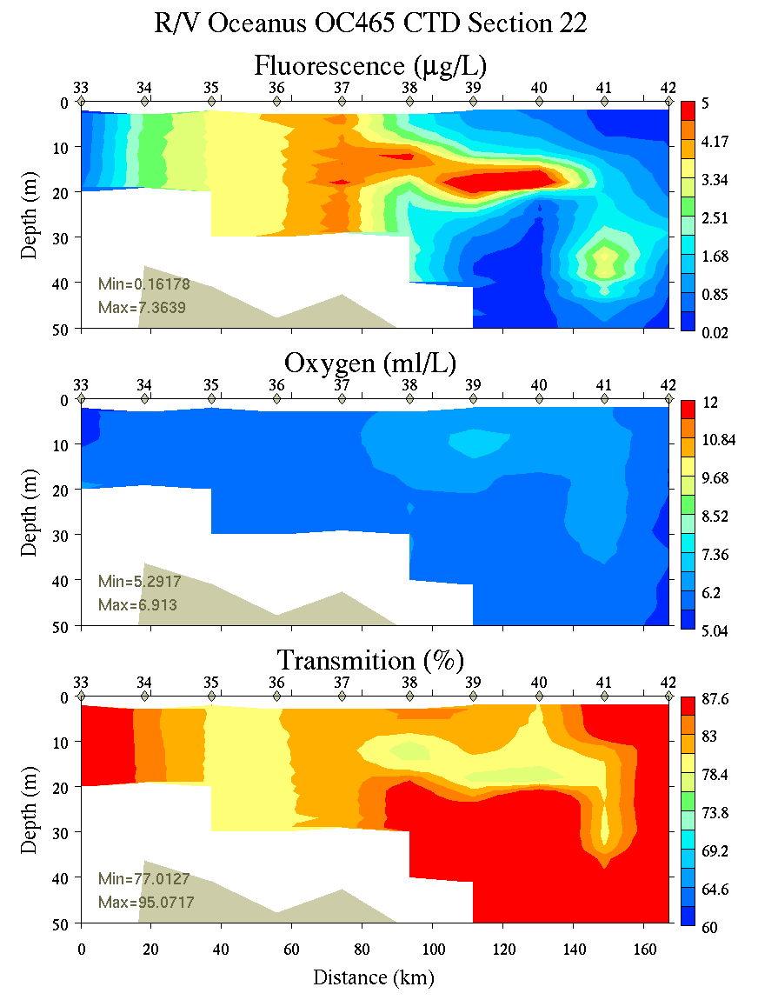 R/V Oceanus OC465 CTD Section 22
Fluorescence (µg/L)
33 34 35 36 37 38 39 40 41 42
0
10
20
30
40
50
Depth (m)
Min=0.16178
Max=7.3639
5
4.17
3.34
2.51
1.68
0.85
0.02
Oxygen (ml/L)
33 34 35 36 37 38 39 40 41 42
0
10
20
30
40
50
Depth (m)
Min=5.2917
Max=6.913
12
10.84
9.68
8.52
7.36
6.2
5.04
Transmition (%)
33 34 35 36 37 38 39 40 41 42
0
10
20
30
40
50
Depth (m)
Min=77.0127
Max=95.0717
87.6
83
78.4
73.8
69.2
64.6
60
0 20 40 60 80 100 120 140 160
Distance (km)